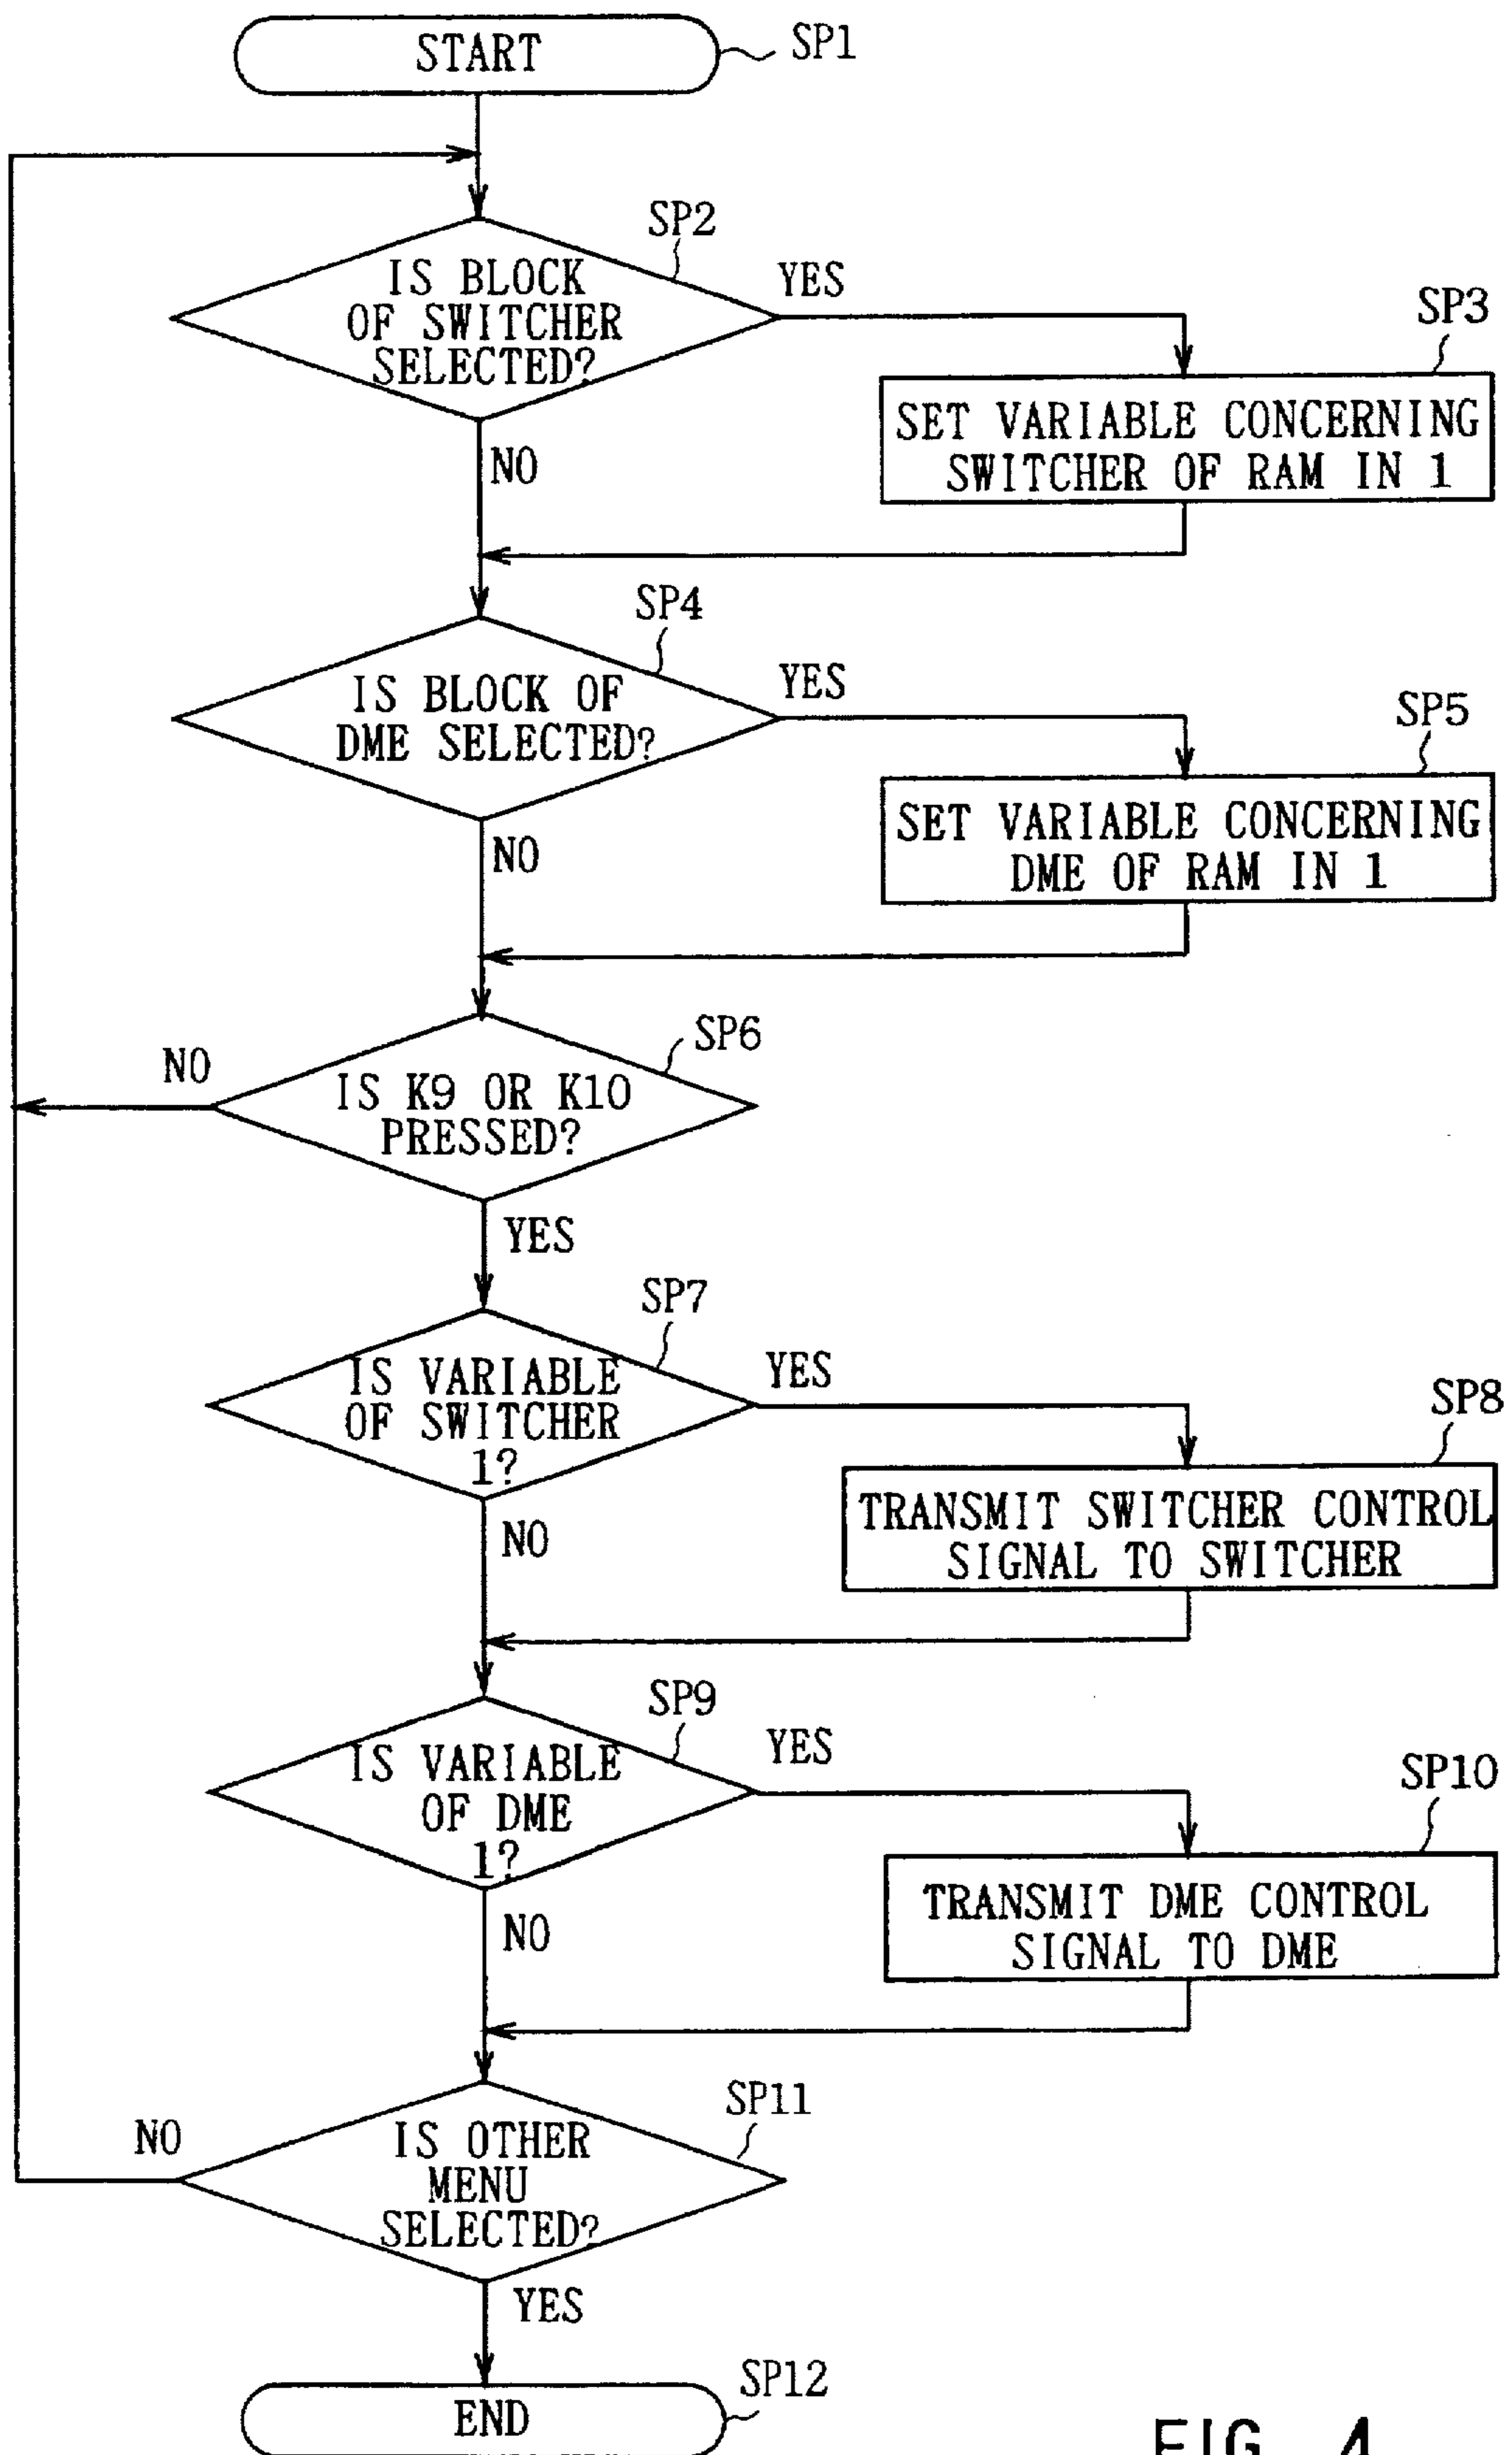 START
SP1
SP2
IS BLOCK
OF SWITCHER
SELECTED?
YES
NO
SP3
SET VARIABLE CONCERNING
SWITCHER OF RAM IN 1
SP4
IS BLOCK OF
DME SELECTED?
YES
NO
SP5
SET VARIABLE CONCERNING
DME OF RAM IN 1
SP6
NO
IS K9 OR K10
PRESSED?
YES
SP7
IS VARIABLE
OF SWITCHER
1?
YES
NO
SP8
TRANSMIT SWITCHER CONTROL
SIGNAL TO SWITCHER
SP9
IS VARIABLE
OF DME
1?
YES
NO
SP10
TRANSMIT DME CONTROL
SIGNAL TO DME
SP11
NO
IS OTHER
MENU
SELECTED?
YES
SP12
END
FIG. 4